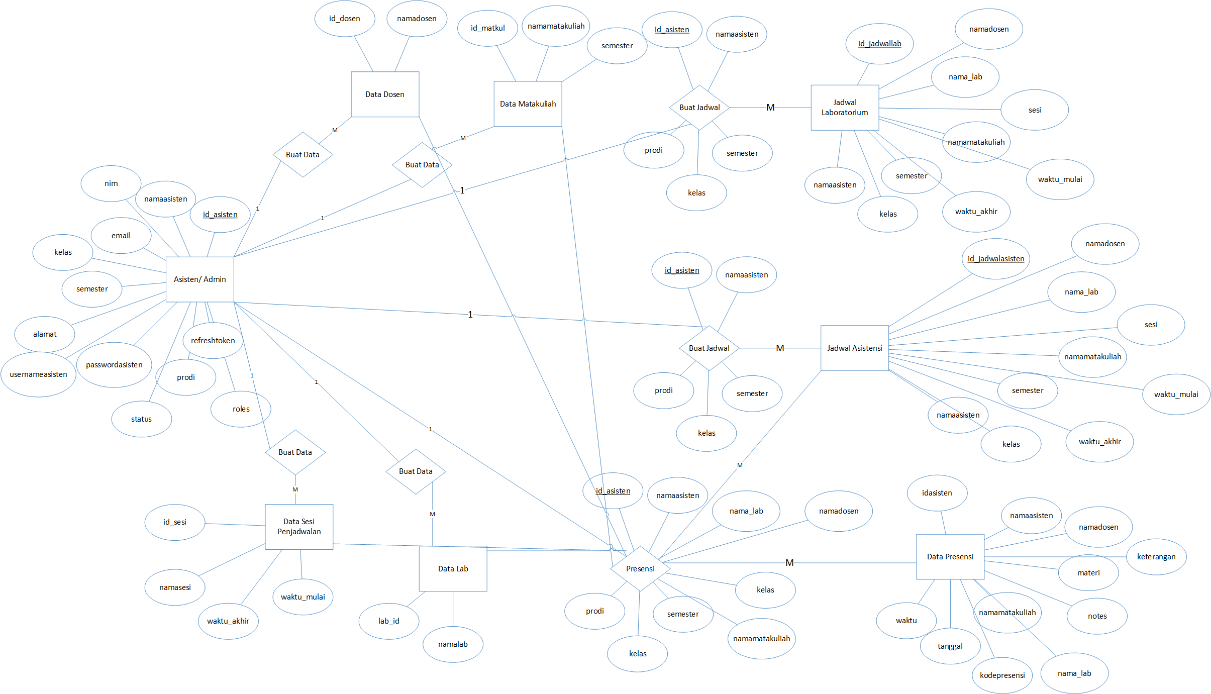 id_dosen
namadosen
id_matkul
namamatakuliah
semester
id_asisten
namaasisten
id_jadwallab
namadosen
nama_lab
sesi
Data Dosen
Data Matakuliah
Buat Jadwal
M
Jadwal
Laboratorium
M
M
Buat Data
Buat Data
prodi
semester
kelas
namamatakuliah
waktu_mulai
semester
namaasisten
kelas
waktu_akhir
nim
namaasisten
id_asisten
email
kelas
semester
1
1
1
Asisten/ Admin
alamat
usernameasisten
passwordasisten
refreshtoken
prodi
status
roles
1
id_asisten
namaasisten
1
Buat Jadwal
M
Jadwal Asistensi
prodi
semester
kelas
id_jadwalasisten
namadosen
nama_lab
sesi
namamatakuliah
semester
waktu_mulai
namaasisten
kelas
waktu_akhir
1
1
M
Buat Data
Buat Data
M
M
Data Sesi
Penjadwalan
id_sesi
namasesi
waktu_akhir
waktu_mulai
Data Lab
lab_id
namalab
id_asisten
namaasisten
nama_lab
namadosen
Presensi
M
prodi
kelas
semester
kelas
namamatakuliah
Data Presensi
idasisten
namaasisten
namadosen
keterangan
materi
notes
namamatakuliah
waktu
tanggal
kodepresensi
nama_lab